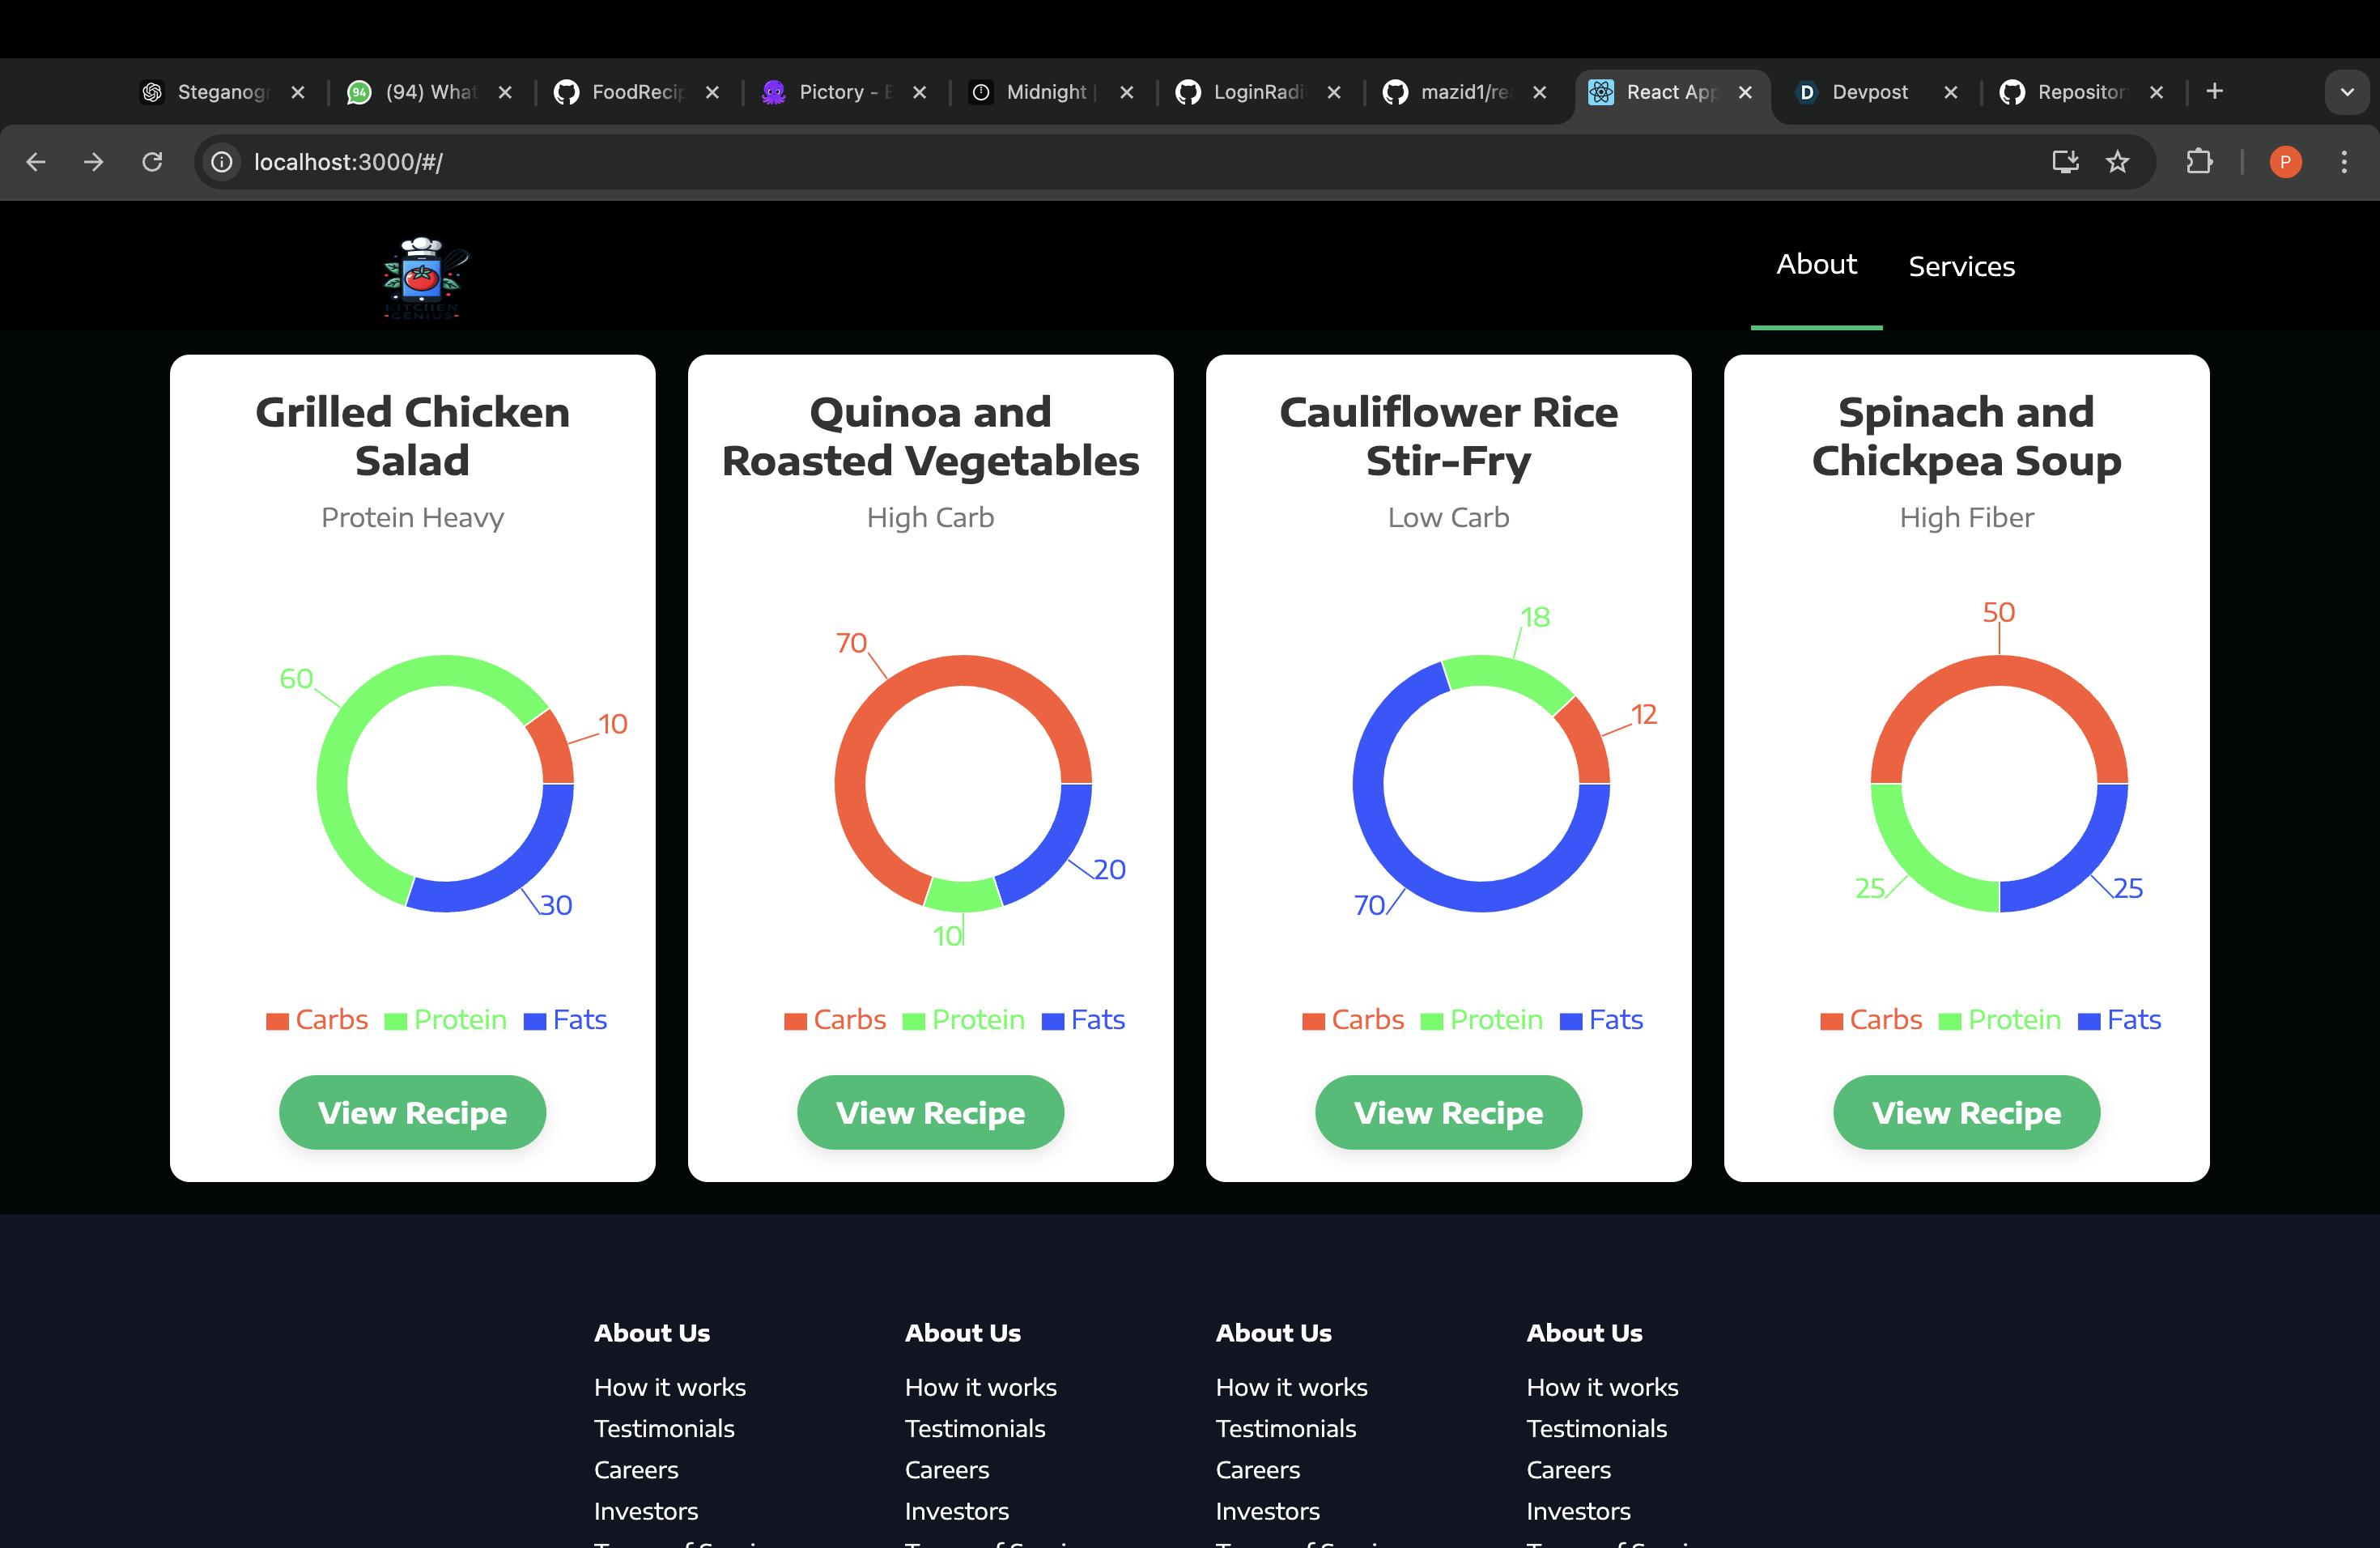 Steganogr
94
(94) What
FoodRecip
Pictory - E
Midnight |
LoginRadi
mazid1/re
React App
D
Devpost
Repository
localhost:3000/#/
P
KITCHEN
GENIUS
About
Services
Grilled Chicken
Salad
Protein Heavy
60
10
30
Carbs Protein Fats
View Recipe
Quinoa and
Roasted Vegetables
High Carb
70
20
10
Carbs Protein Fats
View Recipe
Cauliflower Rice
Stir-Fry
Low Carb
18
12
70
Carbs Protein Fats
View Recipe
Spinach and
Chickpea Soup
High Fiber
50
25
25
Carbs Protein Fats
View Recipe
About Us
How it works
Testimonials
Careers
Investors
About Us
How it works
Testimonials
Careers
Investors
About Us
How it works
Testimonials
Careers
Investors
About Us
How it works
Testimonials
Careers
Investors